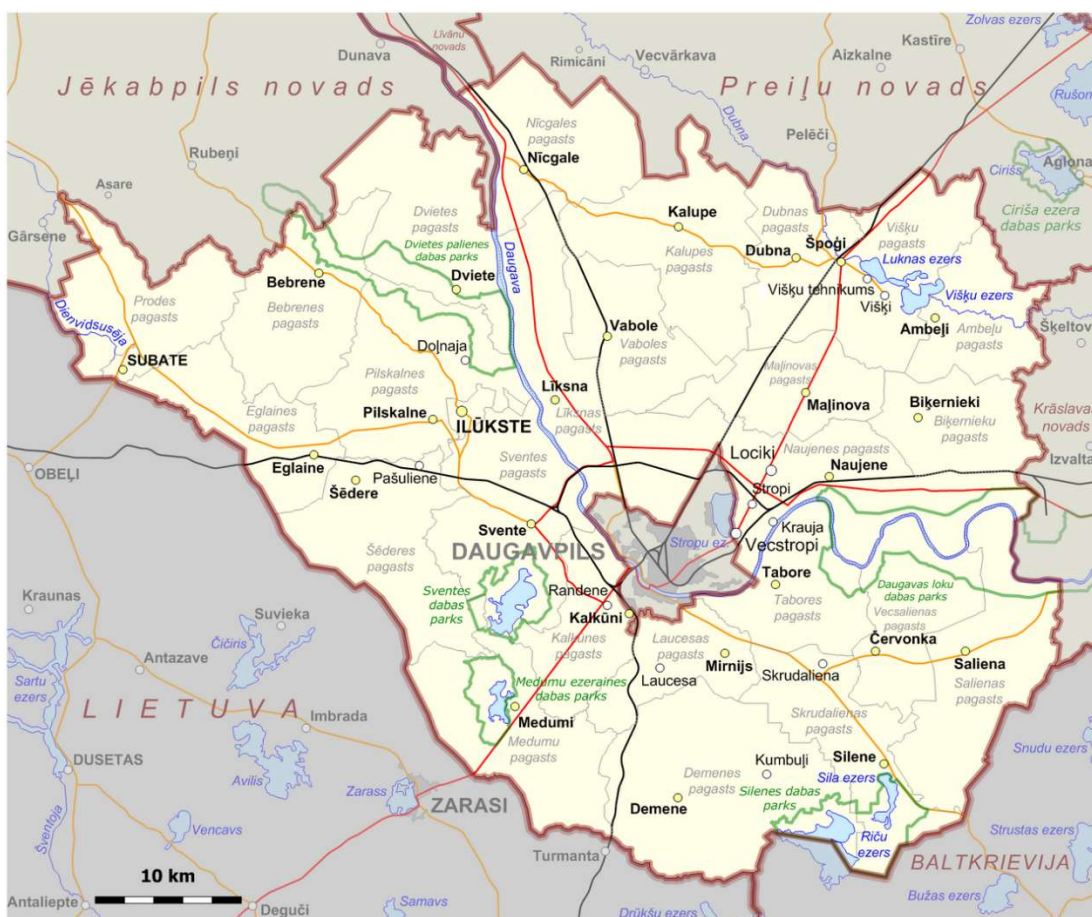 Zolvas ezers
Līvānu
novads
Dunava
Rimicāni
Vecvārkava
Aizkalne
Kastīre
Jēkabpils novads
Preiļu novads
Rušon
Dubna
Pelēči
Nīcgales
pagasts
Nīcgale
Rubeņi
Asare
Gārsene
Cirišs
Aglona
Ciriša ezera
dabas parks
Dvietes
pagasts
Dvietes palienes
dabas parks
Dviete
Daugava
Kalupe
Kalupes
pagasts
Dubnas
pagasts
Dubna
Špoģi
Višķu
pagasts
Luknas ezers
Višķu tehnikums
Višķi
Višķu ezers
Ambeļi
Ambeļu
pagasts
Šķeltov
Bebrene
Bebrenes
pagasts
Prodes
pagasts
Dienvidsusēja
SUBATE
Doļnaja
Vabole
Vaboles
pagasts
Maļinovas
pagasts
Maļinova
Biķernieki
Biķernieku
pagasts
Krāslava
novads
Līksna
Līksnas
pagasts
Pilskalnes
pagasts
Pilskalne
ILŪKSTE
Eglaines
pagasts
Eglaine
Pašuliene
Sventes
pagasts
Šēdere
OBEĻI
Lociki
Naujenes pagasts
Naujene
Izvalta
Stropi
Krauja
Stropu ez.
Vecstropi
Svente
DAUGAVPILS
Šēderes
pagasts
Sventes
dabas
parks
Randene
Kalkūni
Kalkūnes
pagasts
Tabore
Tabores
pagasts
Daugavas loku
dabas parks
Vecsalienas
pagasts
Červonka
Saliena
Salienas
pagasts
Laucesas
pagasts
Laucesa
Mirnijs
Skrudaliena
Skrudalienas
pagasts
Kraunas
Suvieka
Čičiris
Antazave
Sartu
ezers
LIETUVA
Imbrada
DUSETAS
Avilis
Medumu ezeraines
dabas parks
Medumi
Medumu
pagasts
Zarass
ZARASI
Silene
Sila ezers
Kumbuļi
Silenes dabas
parks
Demenes
pagasts
Demene
Riču
ezers
Snudu ezers
Strustas ezers
BALTKRIEVIJA
Bužas ezers
Turmanta
Drūkšu ezers
Vencavs
Šventoja
10 km
Antaliepte
Deguči
Samavs